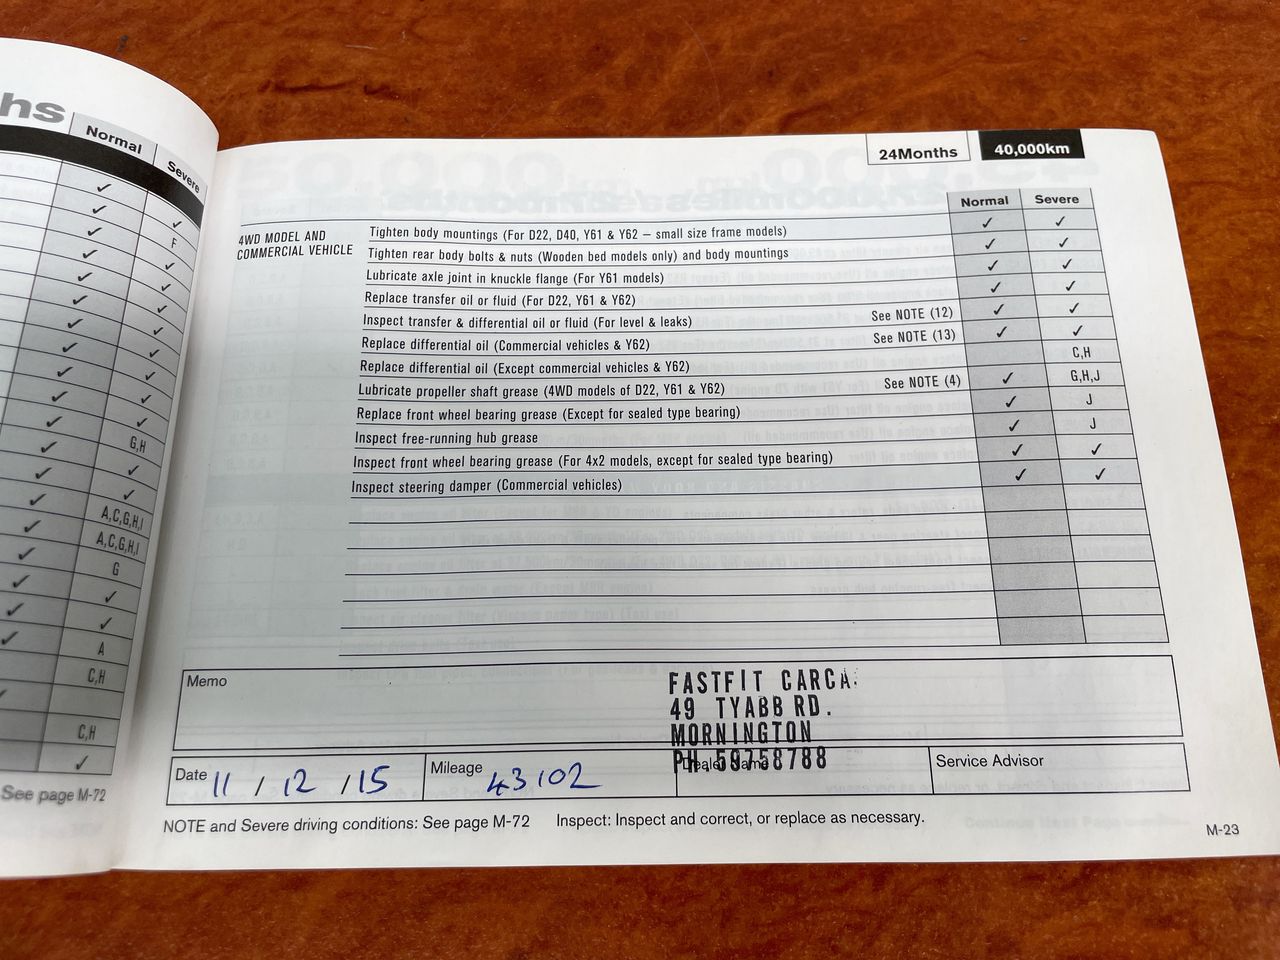 hs
Normal Severe
✓ ✓
✓ F
✓ ✓
✓ ✓
✓ ✓
✓ ✓
✓ ✓
✓ ✓
✓ ✓
✓ G,H
✓ ✓
✓ ✓
✓ A,C,G,H,I
✓ A,C,G,H,I
✓ G
✓ ✓
✓ ✓
✓ A
C,H
C,H
✓
See page M-72
24Months 40,000km
Normal Severe
4WD MODEL AND
COMMERCIAL VEHICLE
Tighten body mountings (For D22, D40, Y61 & Y62 – small size frame models) ✓ ✓
Tighten rear body bolts & nuts (Wooden bed models only) and body mountings ✓ ✓
Lubricate axle joint in knuckle flange (For Y61 models) ✓ ✓
Replace transfer oil or fluid (For D22, Y61 & Y62) ✓ ✓
Inspect transfer & differential oil or fluid (For level & leaks) See NOTE (12) ✓ ✓
Replace differential oil (Commercial vehicles & Y62) See NOTE (13) ✓ ✓
Replace differential oil (Except commercial vehicles & Y62) C,H
Lubricate propeller shaft grease (4WD models of D22, Y61 & Y62) See NOTE (4) ✓ G,H,J
Replace front wheel bearing grease (Except for sealed type bearing) ✓ J
Inspect free-running hub grease ✓ J
Inspect front wheel bearing grease (For 4x2 models, except for sealed type bearing) ✓ ✓
Inspect steering damper (Commercial vehicles) ✓ ✓
Memo
FASTFIT CARCA
49 TYABB RD.
MORNINGTON
PH. 59758788
Date 11 / 12 / 15 Mileage 43102 Dealer Name Service Advisor
NOTE and Severe driving conditions: See page M-72 Inspect: Inspect and correct, or replace as necessary.
M-23